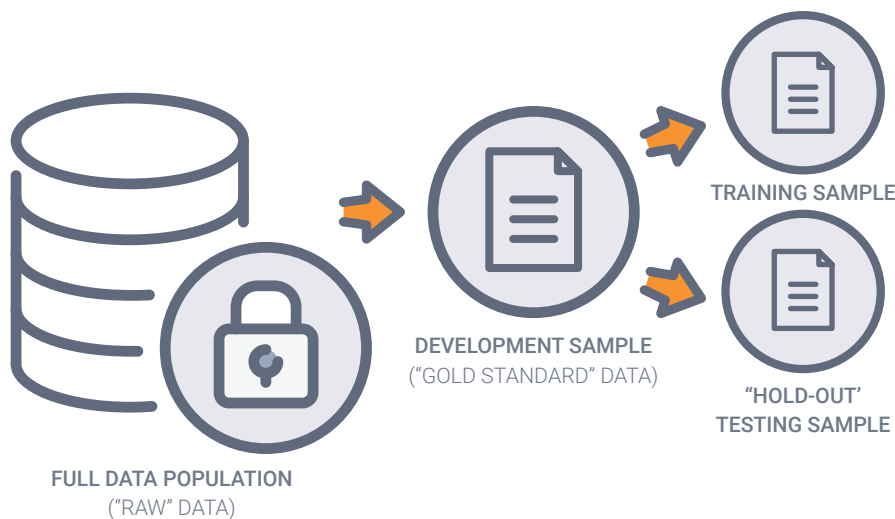 TRAINING SAMPLE
DEVELOPMENT SAMPLE
(“GOLD STANDARD” DATA)
“HOLD-OUT’
TESTING SAMPLE
FULL DATA POPULATION
(“RAW” DATA)